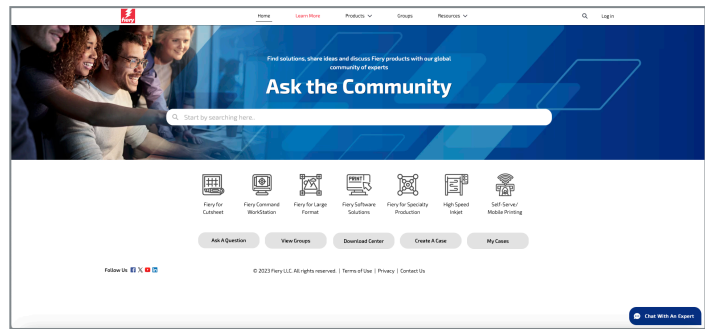 fiery
Home Learn More Products Groups Resources Log in
Find solutions, share ideas and discuss Fiery products with our global
community of experts
Ask the Community
Start by searching here..
PRINT
Fiery for
Cutsheet
Fiery Command
WorkStation
Fiery for Large
Format
Fiery Software
Solutions
Fiery for Specialty
Production
High Speed
Inkjet
Self-Serve/
Mobile Printing
Ask A Question View Groups Download Center Create A Case My Cases
Follow Us © 2023 Fiery LLC. All rights reserved. | Terms of Use | Privacy | Contact Us
Chat With An Expert